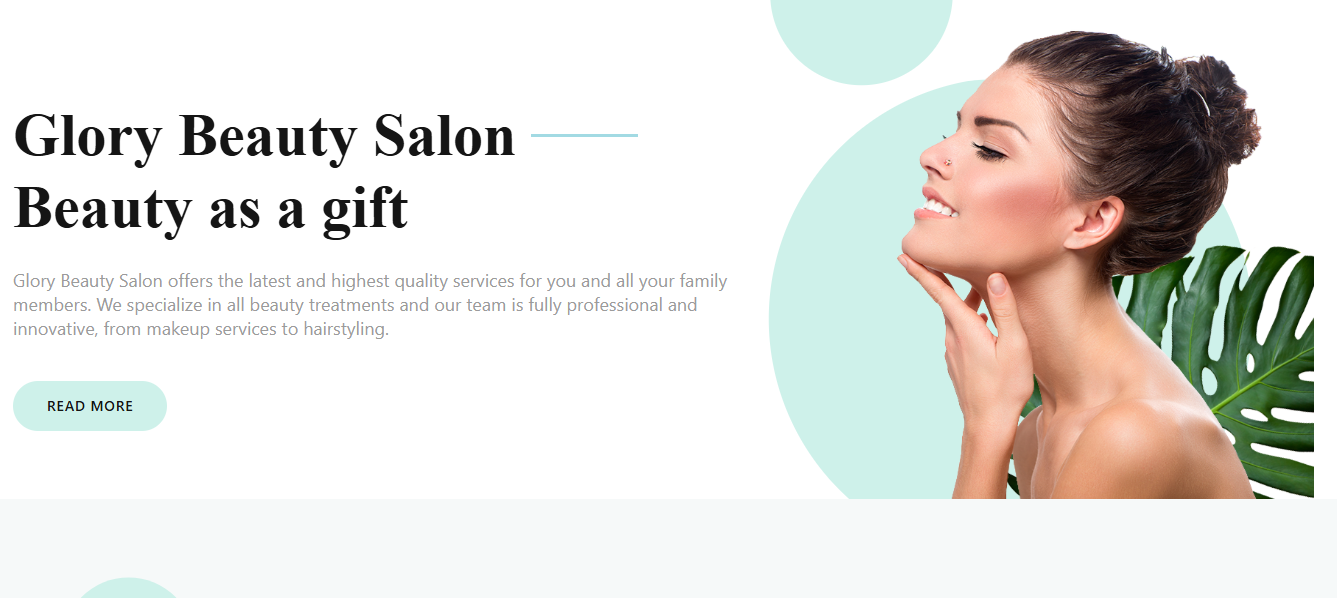 Glory Beauty Salon
Beauty as a gift
Glory Beauty Salon offers the latest and highest quality services for you and all your family
members. We specialize in all beauty treatments and our team is fully professional and
innovative, from makeup services to hairstyling.
READ MORE